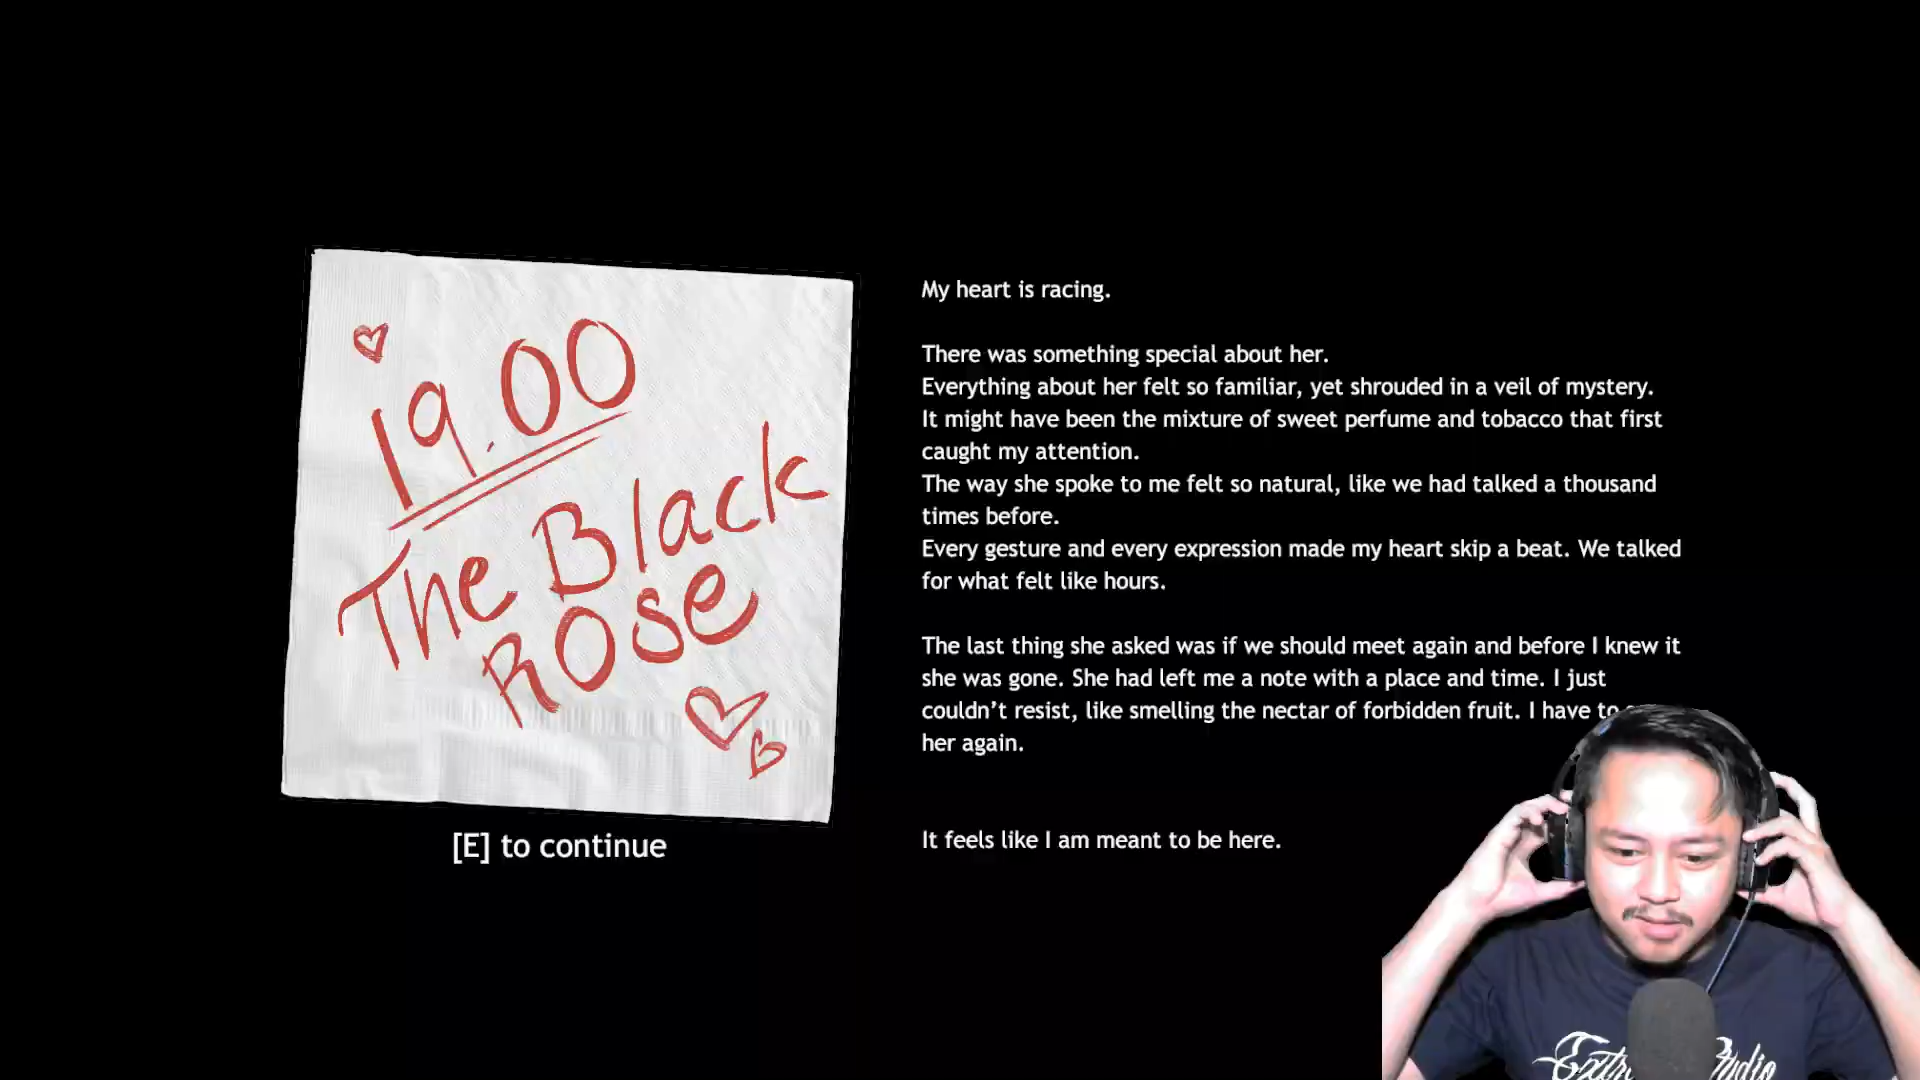 19.00
The Black
Rose
[E] to continue
My heart is racing.
There was something special about her.
Everything about her felt so familiar, yet shrouded in a veil of mystery.
It might have been the mixture of sweet perfume and tobacco that first
caught my attention.
The way she spoke to me felt so natural, like we had talked a thousand
times before.
Every gesture and every expression made my heart skip a beat. We talked
for what felt like hours.
The last thing she asked was if we should meet again and before I knew it
she was gone. She had left me a note with a place and time. I just
couldn’t resist, like smelling the nectar of forbidden fruit. I have to
her again.
It feels like I am meant to be here.